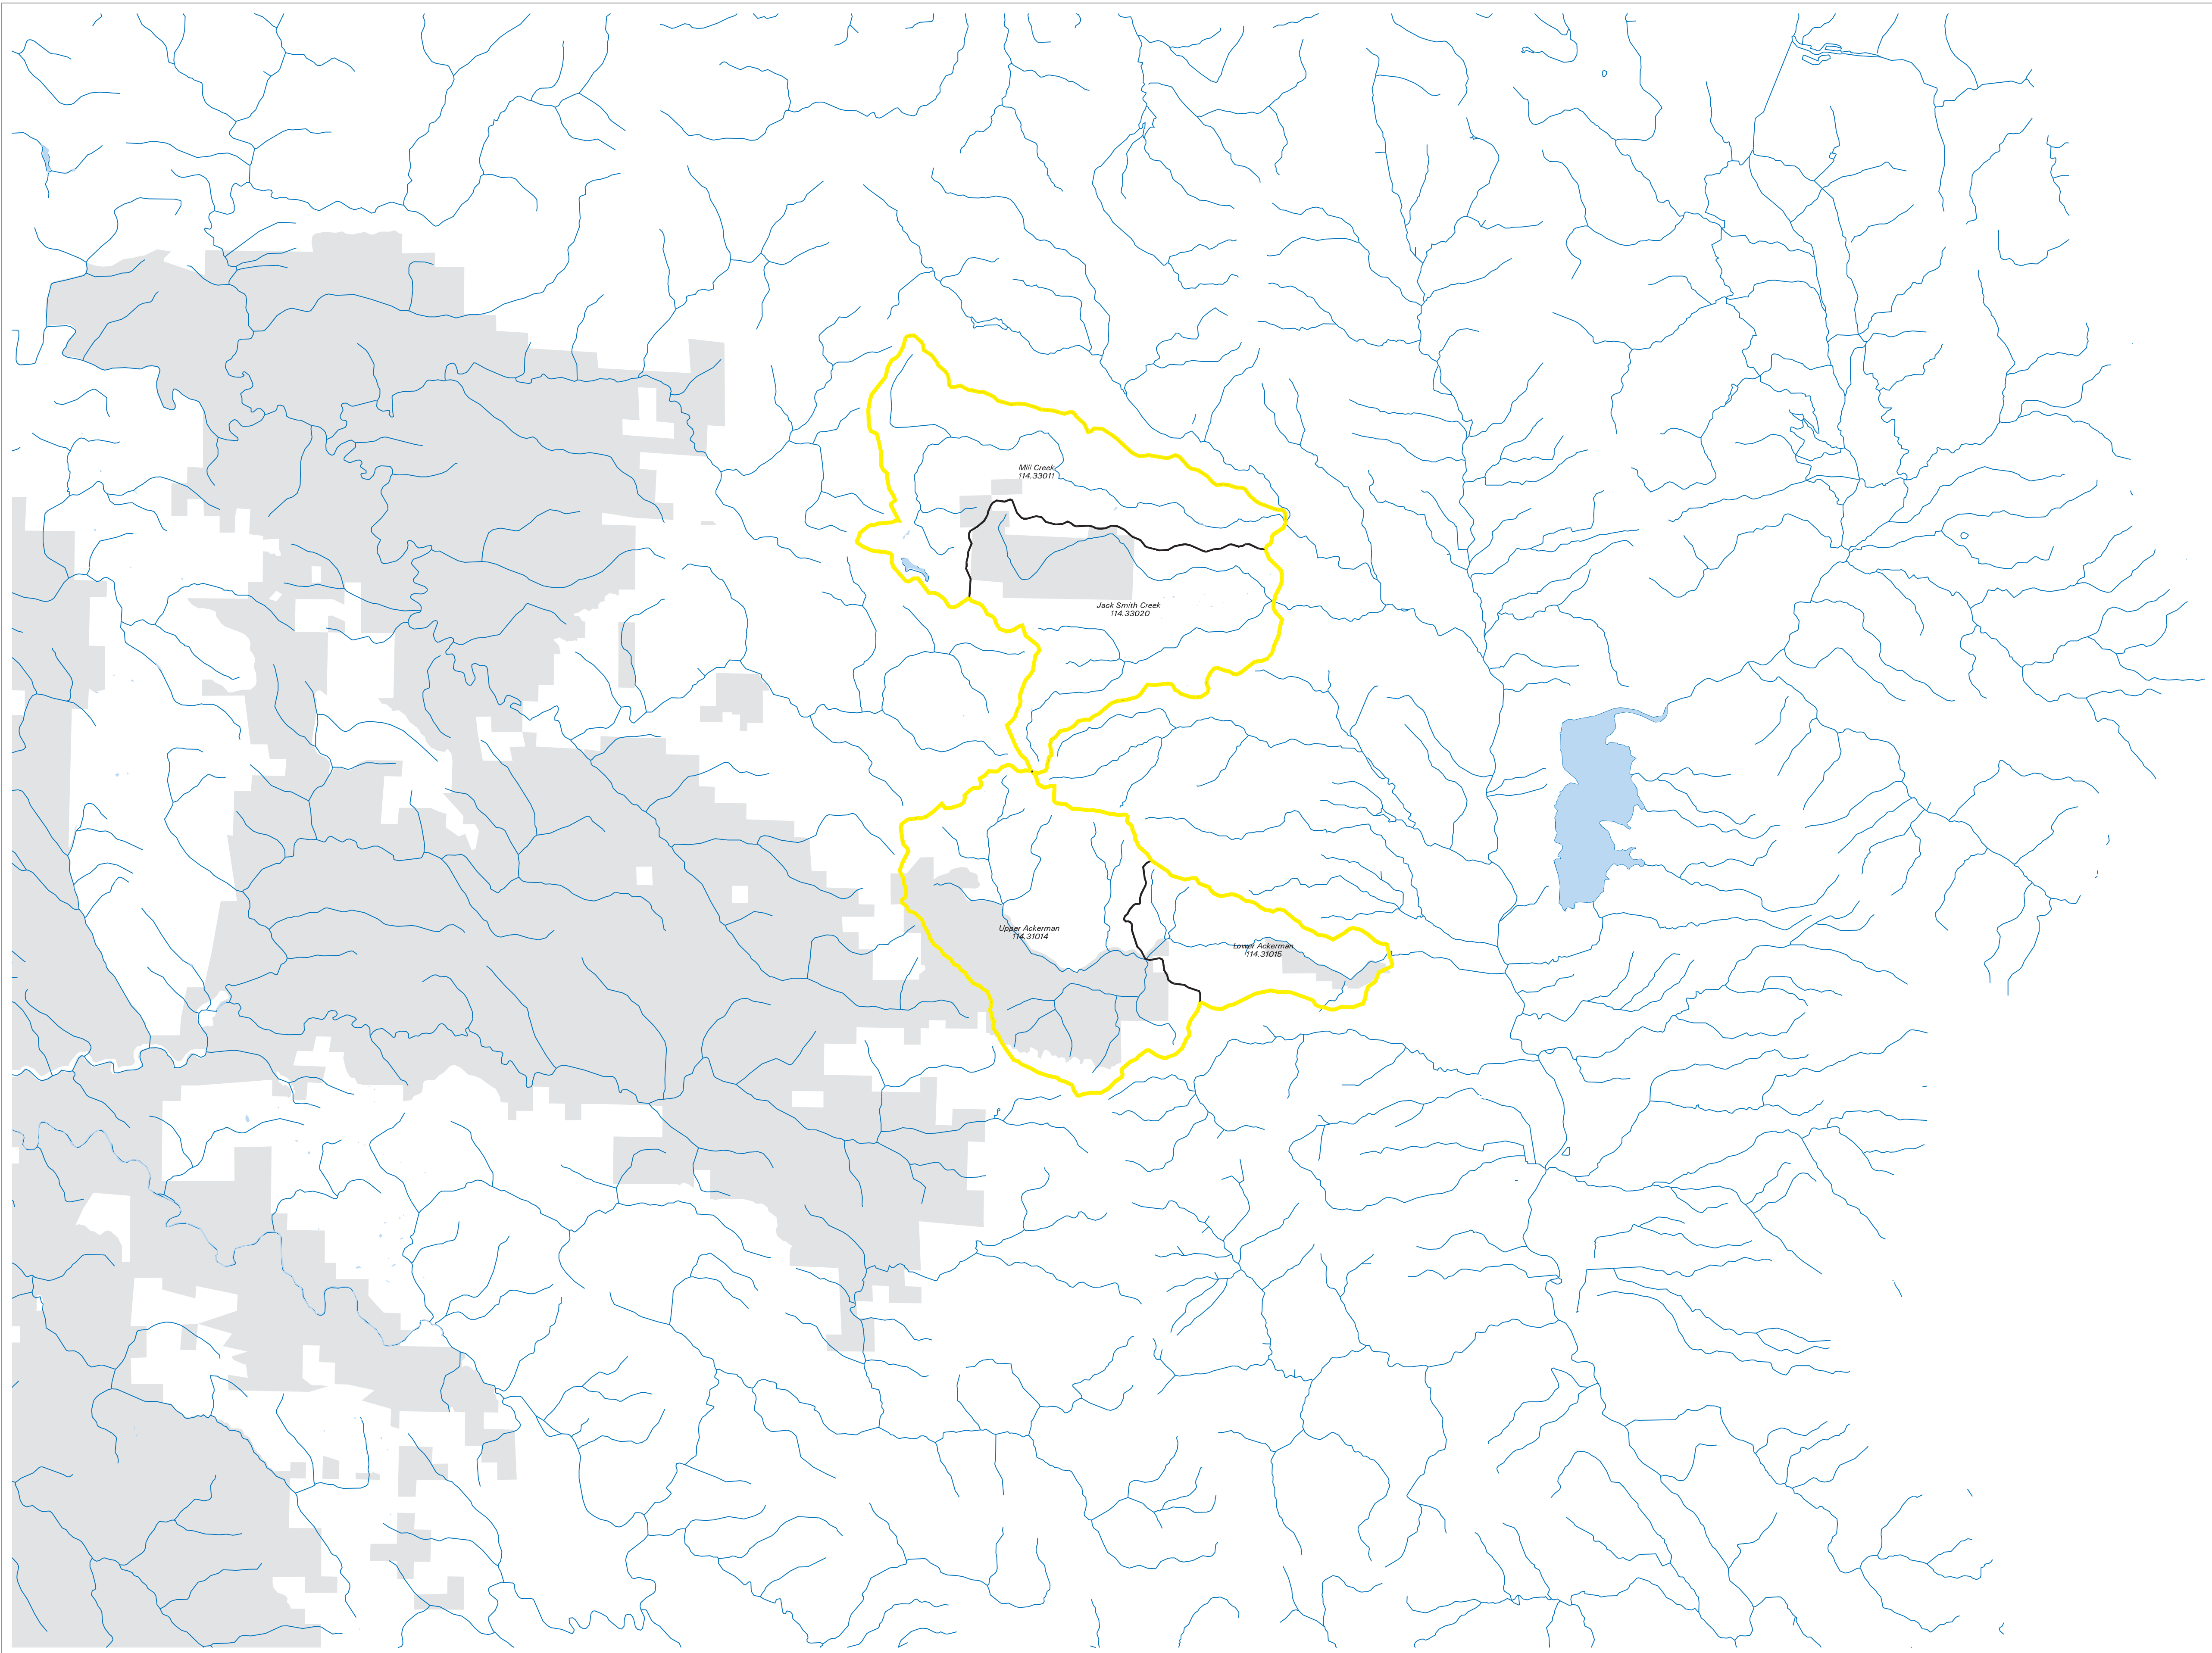 Mill Creek
114.33011
Jack Smith Creek
114.33020
Upper Ackerman
114.31014
Lower Ackerman
114.31015